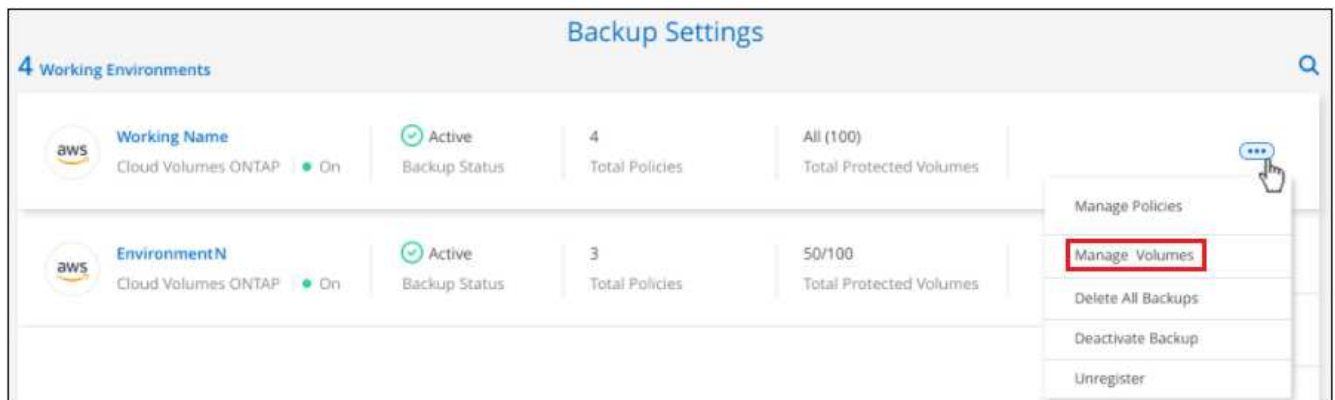 Backup Settings
4 Working Environments
aws
Working Name
Cloud Volumes ONTAP
On
Active
Backup Status
4
Total Policies
All (100)
Total Protected Volumes
aws
EnvironmentN
Cloud Volumes ONTAP
On
Active
Backup Status
3
Total Policies
50/100
Total Protected Volumes
Manage Policies
Manage Volumes
Delete All Backups
Deactivate Backup
Unregister